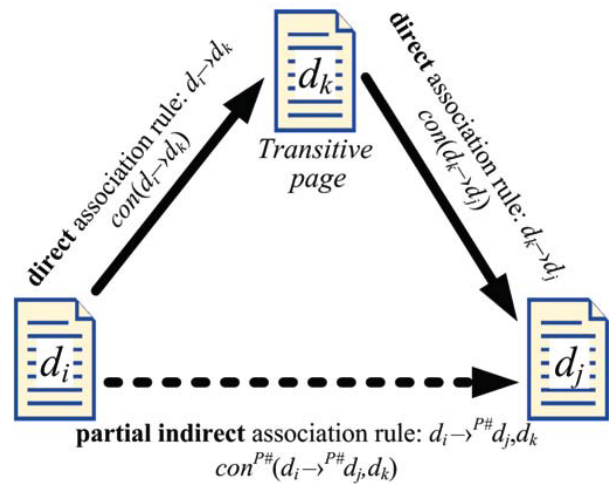 d_k
Transitive
page
direct association rule: d_i→d_k
con(d_i→d_k)
direct association rule: d_k→d_j
con(d_k→d_j)
d_i
d_j
partial indirect association rule: d_i→^{P#}d_j,d_k
con^{P#}(d_i→^{P#}d_j,d_k)